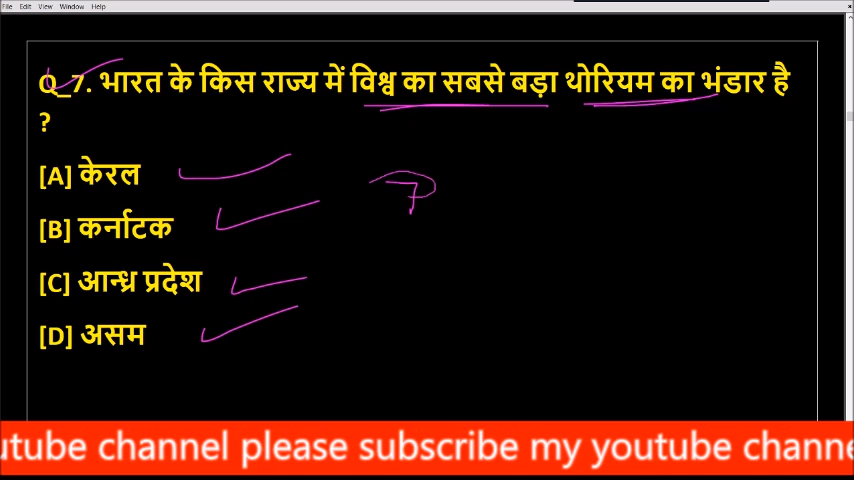 File Edit View Window Help
Q_7. भारत के किस राज्य में विश्व का सबसे बड़ा थोरियम का भंडार है
?
[A] केरल
7
[B] कर्नाटक
[C] आन्ध्र प्रदेश
[D] असम
utube channel please subscribe my youtube channe